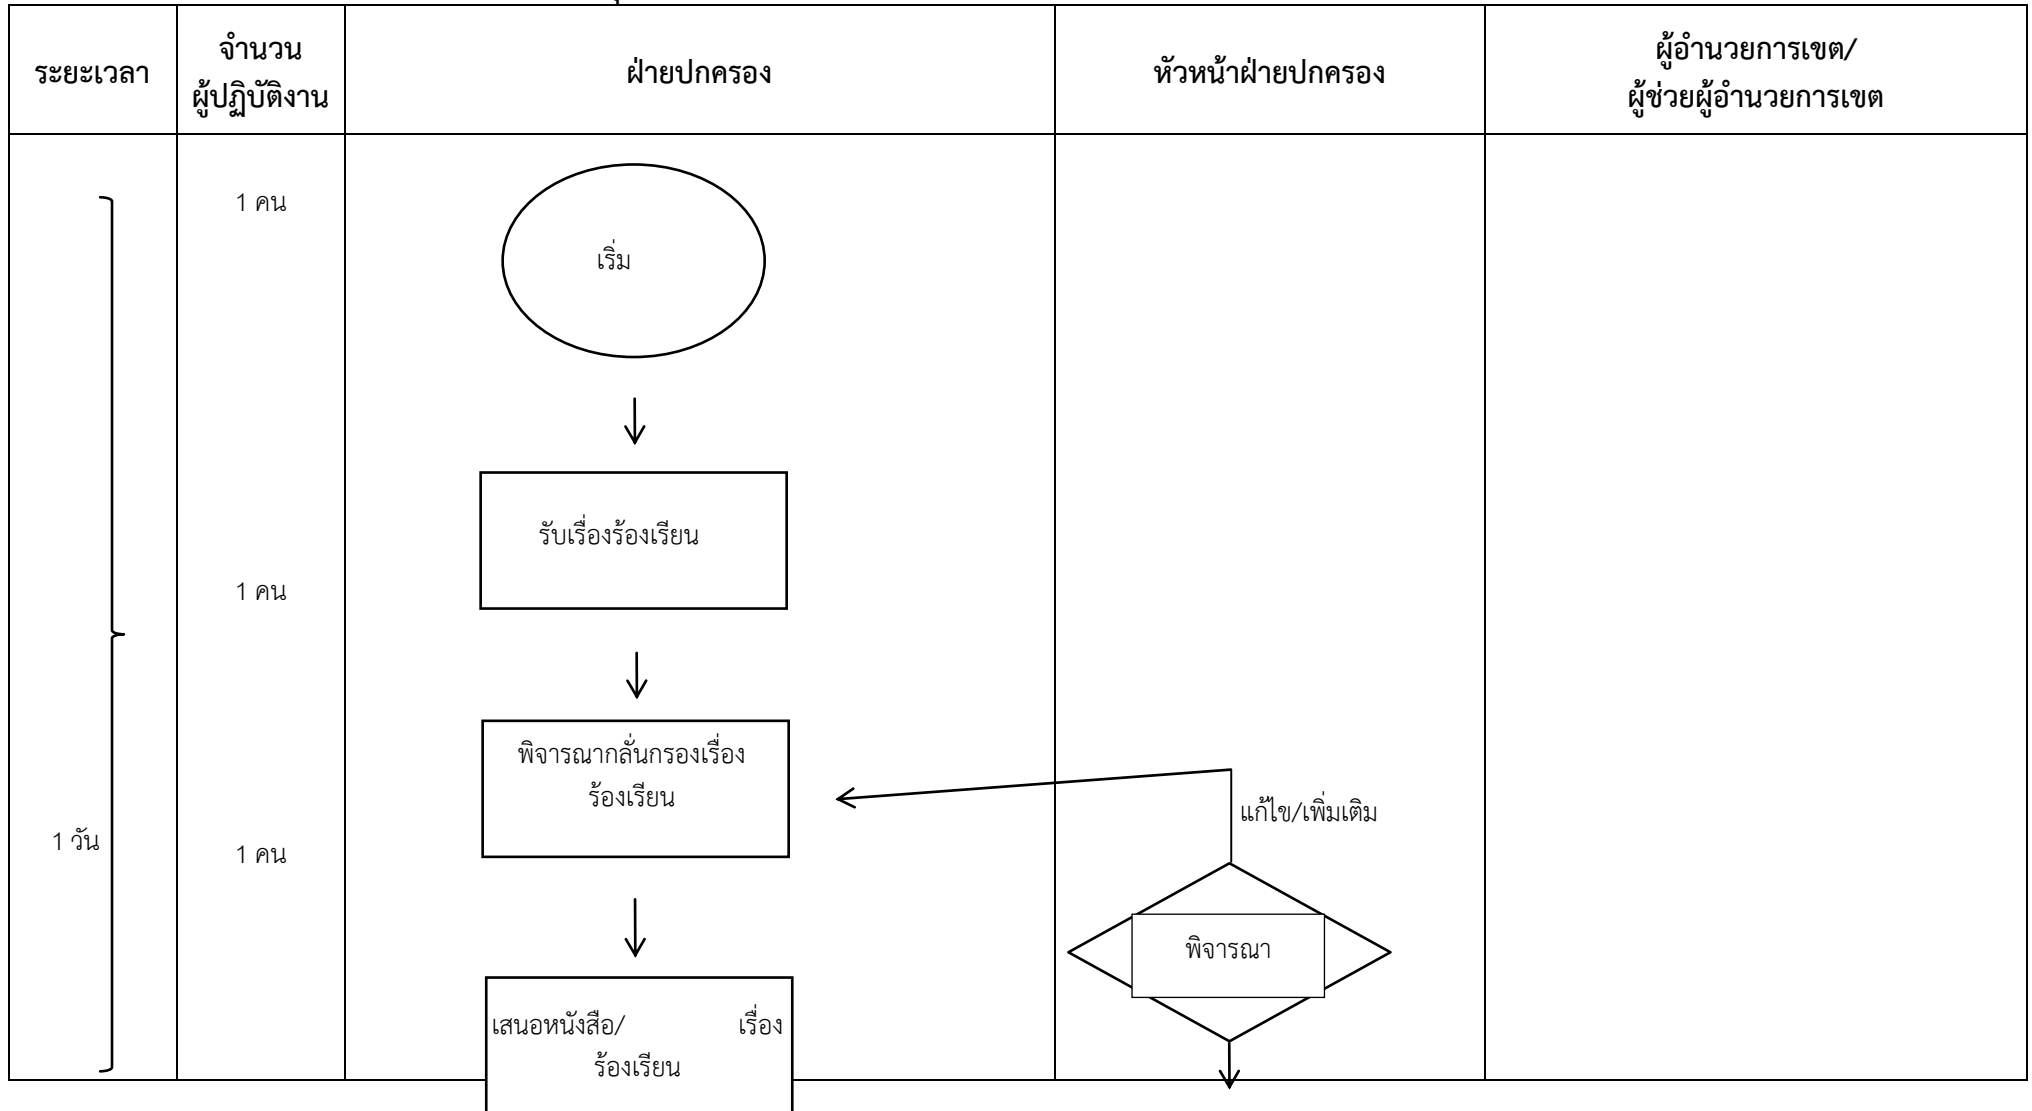 ระยะเวลา
จำนวน
ผู้ปฏิบัติงาน
ฝ่ายปกครอง
หัวหน้าฝ่ายปกครอง
ผู้อำนวยการเขต/
ผู้ช่วยผู้อำนวยการเขต
1 คน
เริ่ม
รับเรื่องร้องเรียน
1 คน
พิจารณากลั่นกรองเรื่อง
ร้องเรียน
แก้ไข/เพิ่มเติม
1 วัน
1 คน
พิจารณา
เสนอหนังสือ/ เรื่อง
ร้องเรียน